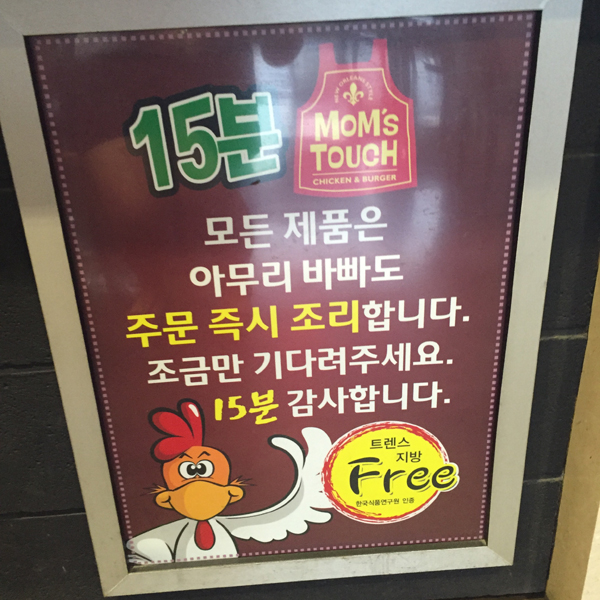 15분
NEW ORLEANS STYLE
MOM'S
TOUCH
CHICKEN & BURGER
모든 제품은
아무리 바빠도
주문 즉시 조리합니다.
조금만 기다려주세요.
15분 감사합니다.
트렌스
지방
Free
한국식품연구원 인증